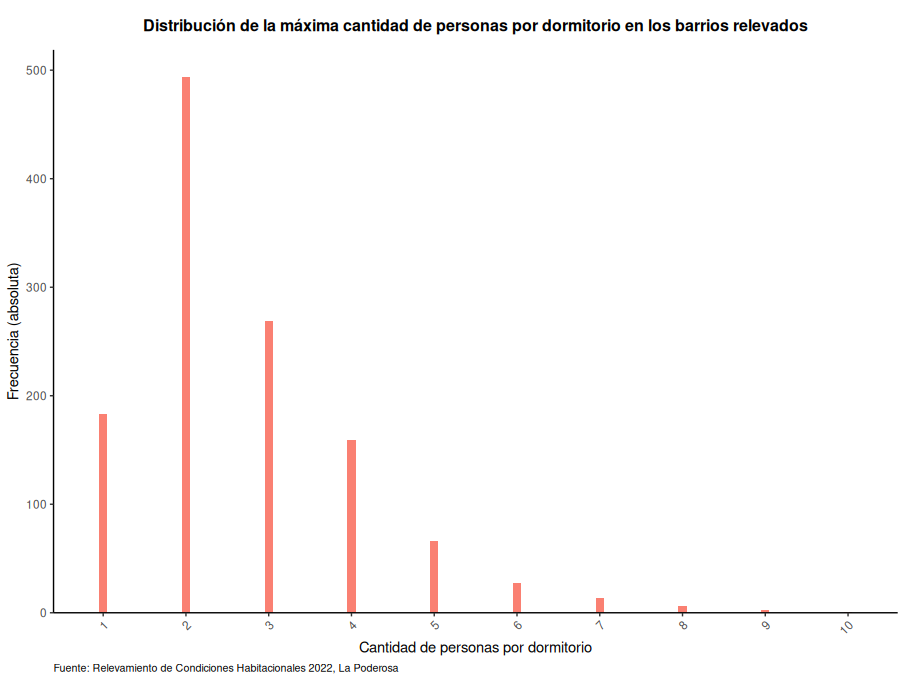 Distribución de la máxima cantidad de personas por dormitorio en los barrios relevados
Frecuencia (absoluta)
500
400
300
200
100
0
1 2 3 4 5 6 7 8 9 10
Cantidad de personas por dormitorio
Fuente: Relevamiento de Condiciones Habitacionales 2022, La Poderosa